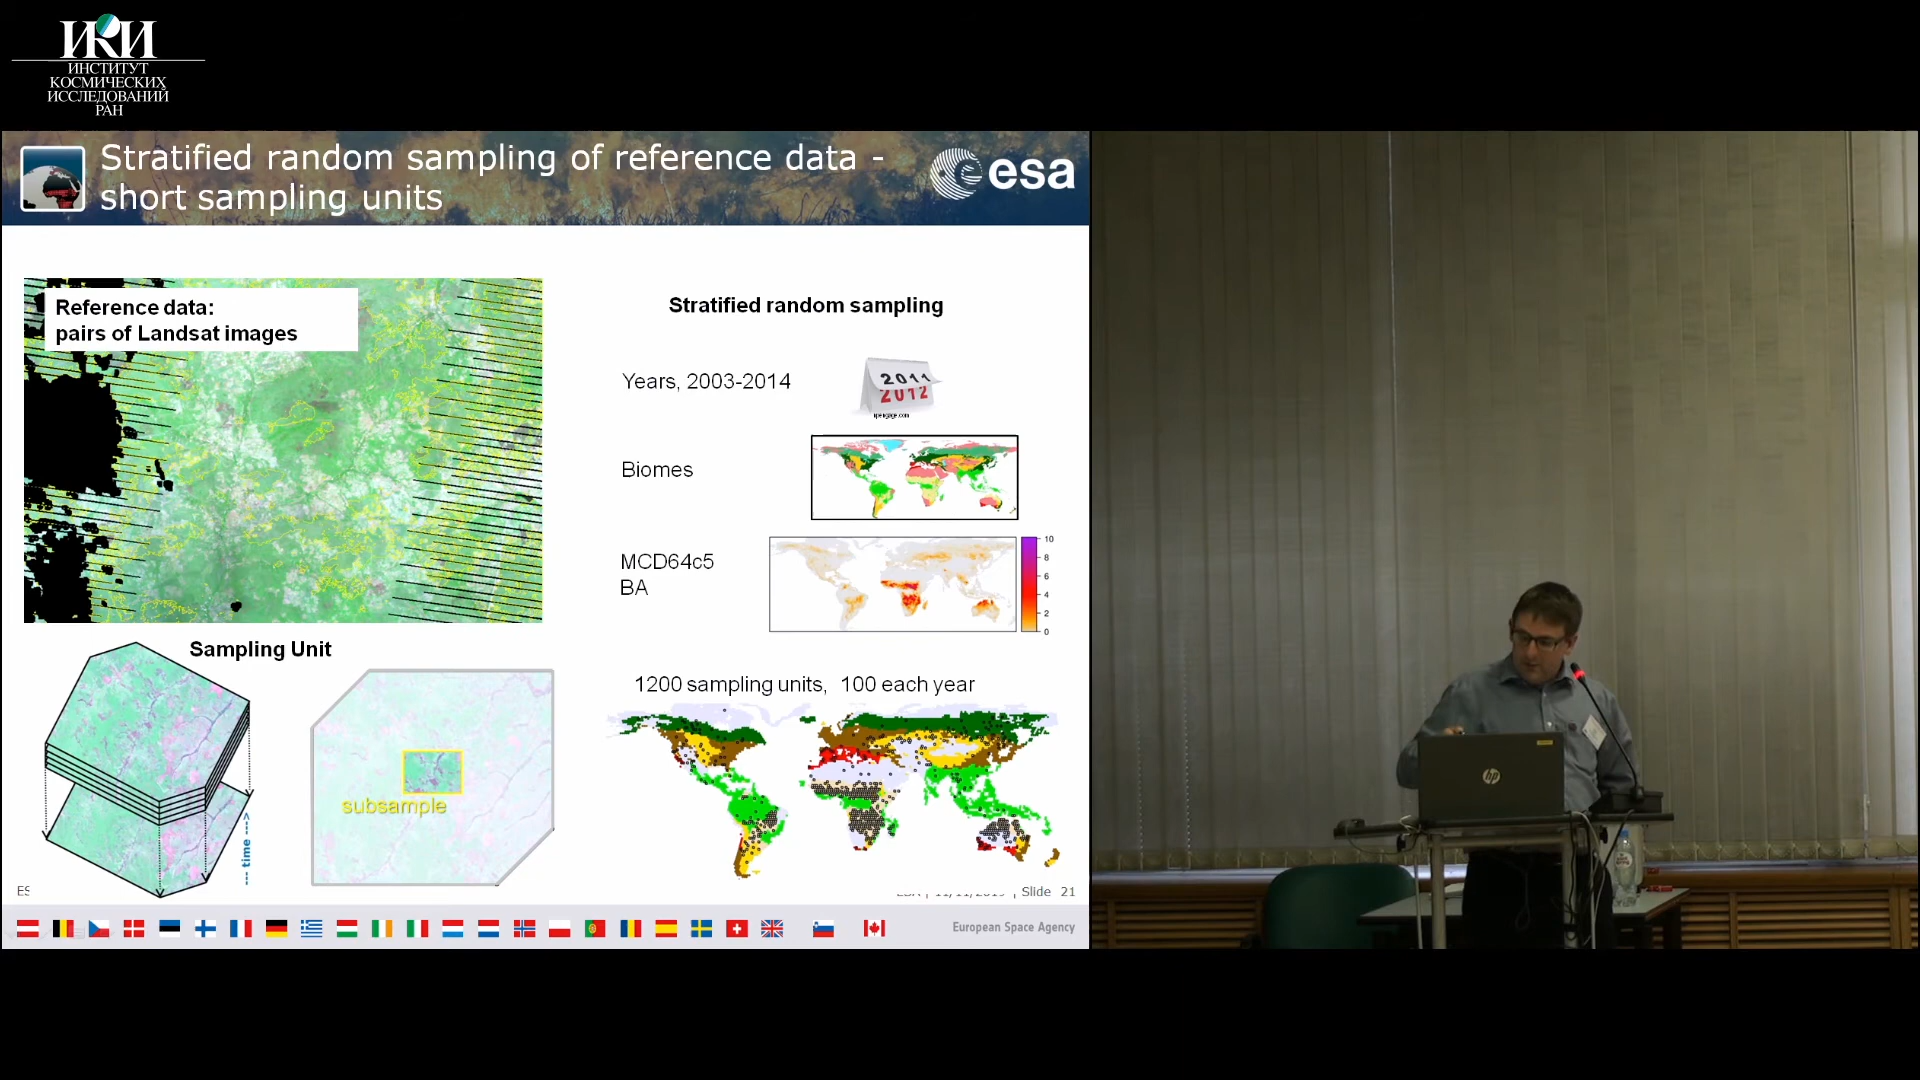 ИКИ
ИНСТИТУТ
КОСМИЧЕСКИХ
ИССЛЕДОВАНИЙ
РАН
Stratified random sampling of reference data -
short sampling units
esa
Reference data:
pairs of Landsat images
Sampling Unit
time
subsample
Stratified random sampling
Years, 2003-2014
2011
2012
Biomes
MCD64c5
BA
10
8
6
4
2
0
1200 sampling units, 100 each year
Slide 21
European Space Agency
hp